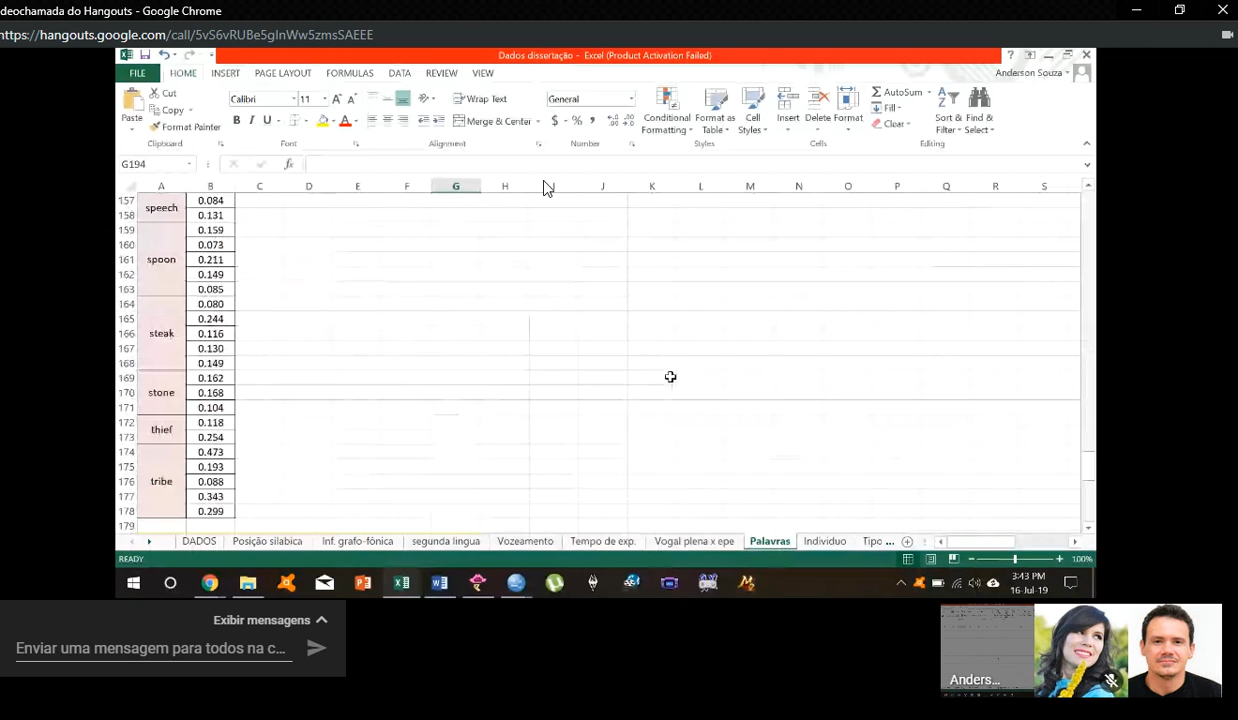 deochamada do Hangouts - Google Chrome
https://hangouts.google.com/call/5vS6vRUBe5glnWw5zmsSAEEE
Dados dissertação - Excel (Product Activation Failed)
FILE HOME INSERT PAGE LAYOUT FORMULAS DATA REVIEW VIEW Anderson Souza
Cut
Copy
Format Painter
Paste
Clipboard
Calibri 11
B I U
Font
Wrap Text
Merge & Center
Alignment
General
$ % ,
Number
Conditional Formatting
Format as Table
Cell Styles
Styles
Insert Delete Format
Cells
AutoSum
Fill
Clear
Sort & Filter
Find & Select
Editing
G194
fx
A B C D E F G H J K L M N O P Q R S
157 speech 0.084
158 0.131
159 0.159
160 0.073
161 spoon 0.211
162 0.149
163 0.085
164 0.080
165 0.244
166 steak 0.116
167 0.130
168 0.149
169 0.162
170 stone 0.168
171 0.104
172 thief 0.118
173 0.254
174 0.473
175 0.193
176 tribe 0.088
177 0.343
178 0.299
179
DADOS Posição silabica Inf. grafo-fônica segunda lingua Vozeamento Tempo de exp. Vogal plena x epe Palavras Individuo Tipo ...
READY 100%
3:43 PM
16-Jul-19
Exibir mensagens
Enviar uma mensagem para todos na c...
Anders...